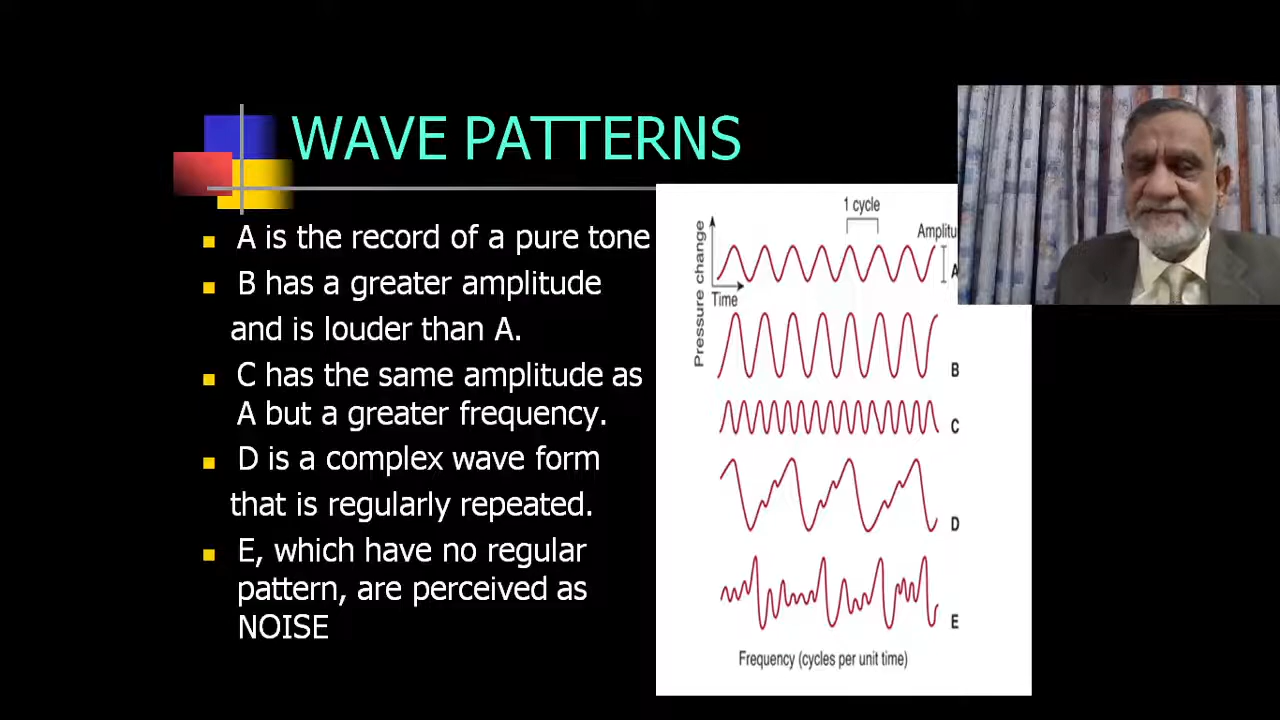 WAVE PATTERNS
A is the record of a pure tone
B has a greater amplitude
and is louder than A.
C has the same amplitude as
A but a greater frequency.
D is a complex wave form
that is regularly repeated.
E, which have no regular
pattern, are perceived as
NOISE
1 cycle
Amplitu
Pressure change
A
Time
B
C
D
E
Frequency (cycles per unit time)